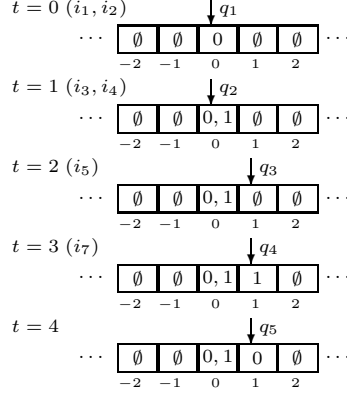 t = 0 (i₁, i₂) q₁
··· ∅ ∅ 0 ∅ ∅ ···
−2 −1 0 1 2
t = 1 (i₃, i₄) q₂
··· ∅ ∅ 0, 1 ∅ ∅ ···
−2 −1 0 1 2
t = 2 (i₅) q₃
··· ∅ ∅ 0, 1 ∅ ∅ ···
−2 −1 0 1 2
t = 3 (i₇) q₄
··· ∅ ∅ 0, 1 1 ∅ ···
−2 −1 0 1 2
t = 4 q₅
··· ∅ ∅ 0, 1 0 ∅ ···
−2 −1 0 1 2